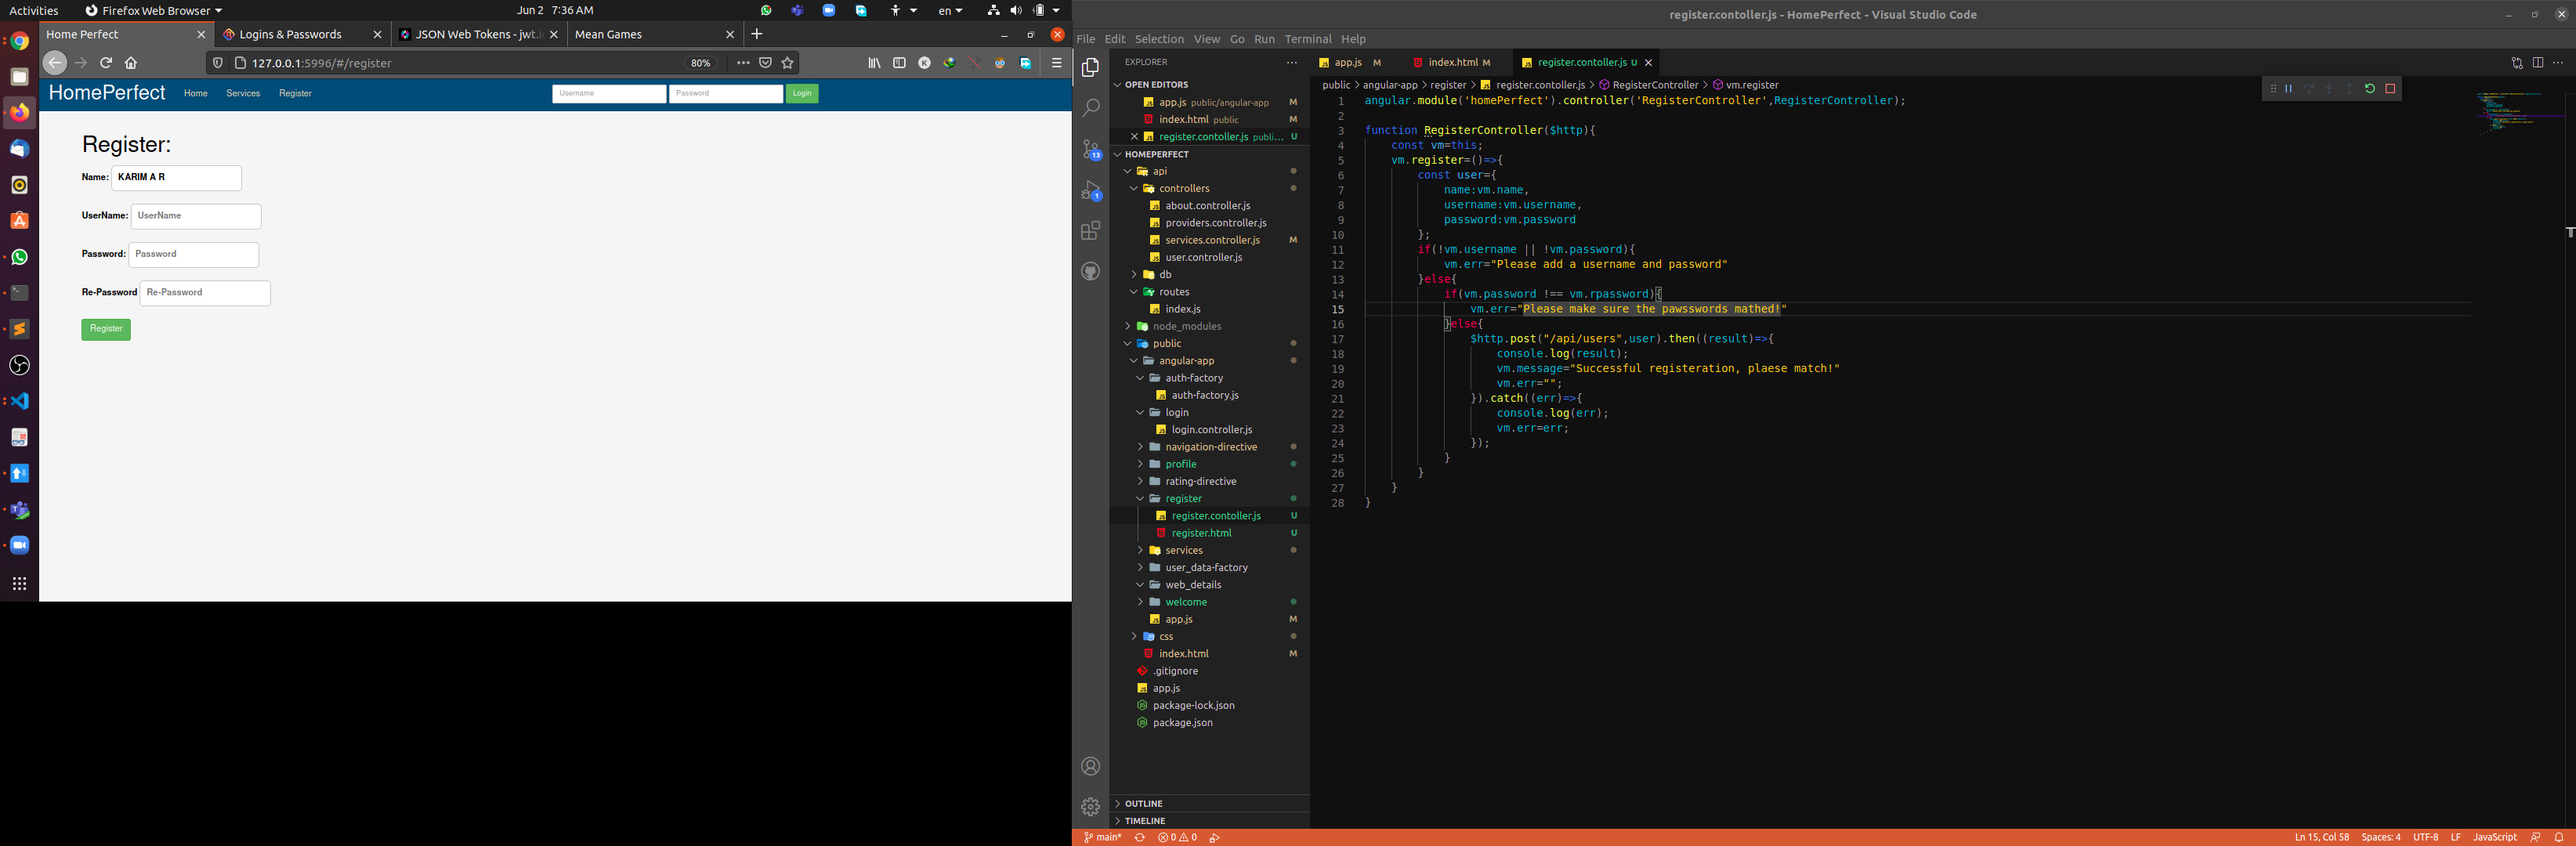 Activities
Firefox Web Browser
Jun 2 7:36 AM
en
Home Perfect
Logins & Passwords
JSON Web Tokens - jwt.i
Mean Games
127.0.0.1:5996/#/register
80%
HomePerfect
Home
Services
Register
Username
Password
Login
Register:
Name: KARIM A R
UserName: UserName
Password: Password
Re-Password Re-Password
Register
register.contoller.js - HomePerfect - Visual Studio Code
File Edit Selection View Go Run Terminal Help
EXPLORER
OPEN EDITORS
app.js public/angular-app M
index.html public M
register.contoller.js publi... U
HOMEPERFECT
api
controllers
about.controller.js
providers.controller.js
services.controller.js M
user.controller.js
db
routes
index.js
node_modules
public
angular-app
auth-factory
auth-factory.js
login
login.controller.js
navigation-directive
profile
rating-directive
register
register.contoller.js U
register.html U
services
user_data-factory
web_details
welcome
app.js M
css
index.html M
.gitignore
app.js
package-lock.json
package.json
OUTLINE
TIMELINE
13
1
app.js M
index.html M
register.contoller.js U
public > angular-app > register > register.contoller.js > RegisterController > vm.register
1 angular.module('homePerfect').controller('RegisterController',RegisterController);
2
3 function RegisterController($http){
4 const vm=this;
5 vm.register=()=>{
6 const user={
7 name:vm.name,
8 username:vm.username,
9 password:vm.password
10 };
11 if(!vm.username || !vm.password){
12 vm.err="Please add a username and password"
13 }else{
14 if(vm.password !== vm.rpassword){
15 vm.err="Please make sure the pawsswords mathed!"
16 }else{
17 $http.post("/api/users",user).then((result)=>{
18 console.log(result);
19 vm.message="Successful registeration, plaese match!"
20 vm.err="";
21 }).catch((err)=>{
22 console.log(err);
23 vm.err=err;
24 });
25 }
26 }
27 }
28 }
main*
0 0
Ln 15, Col 58
Spaces: 4
UTF-8
LF
JavaScript